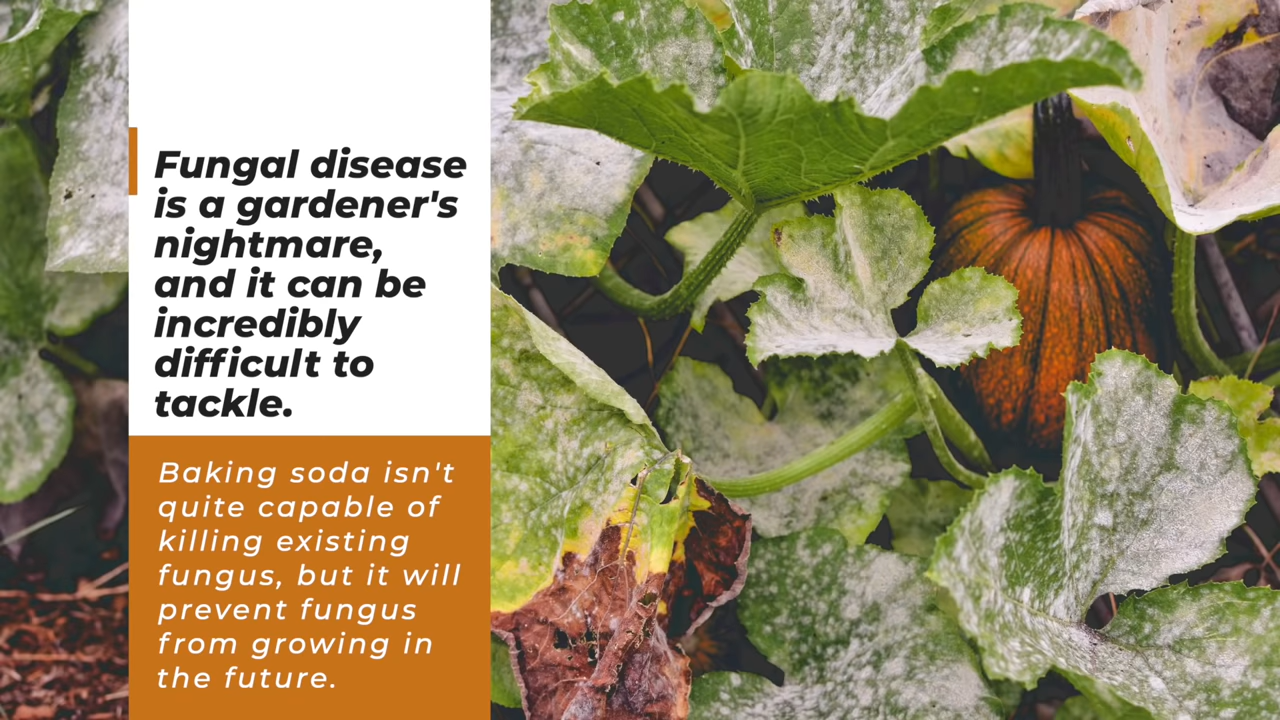 Fungal disease
is a gardener's
nightmare,
and it can be
incredibly
difficult to
tackle.
Baking soda isn't
quite capable of
killing existing
fungus, but it will
prevent fungus
from growing in
the future.